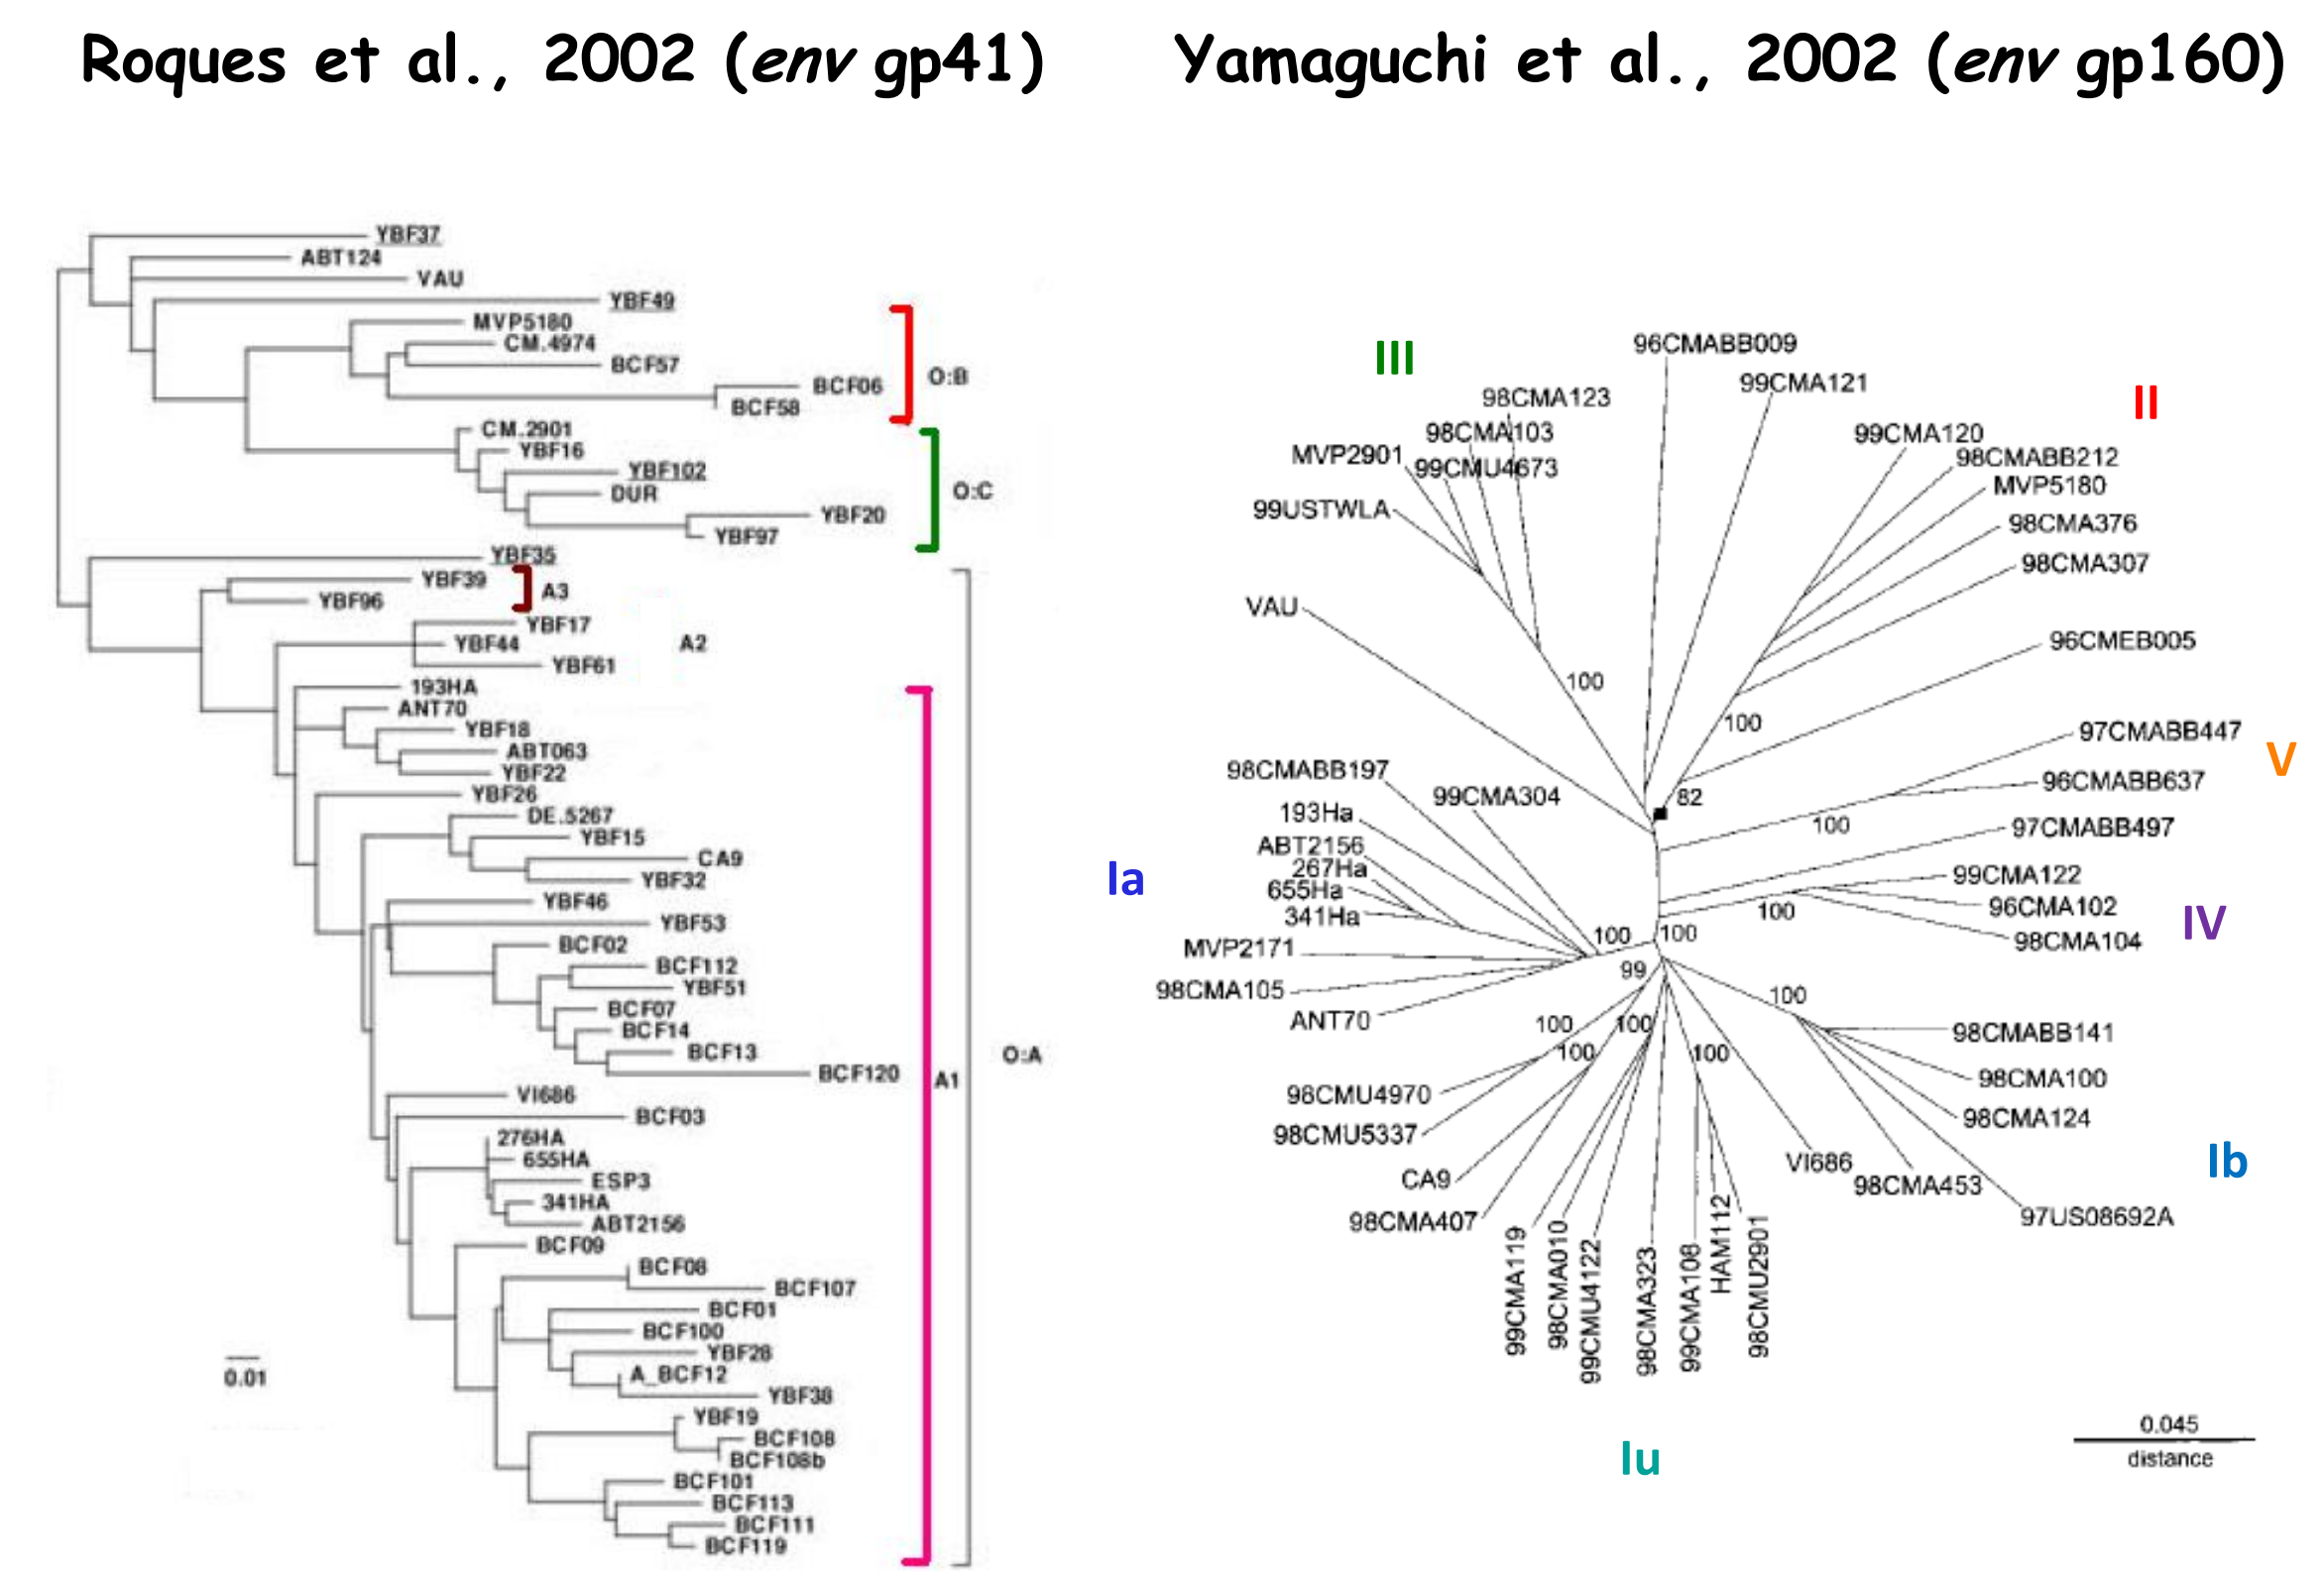 Roques et al., 2002 (env gp41)
YBF37
ABT124
VAU
YBF49
MVP5180
CM.4974
BCF57
BCF06
BCF58
O:B
CM.2901
YBF16
YBF102
DUR
YBF20
YBF97
O:C
YBF35
YBF39
YBF96
A3
YBF17
YBF44
YBF61
A2
193HA
ANT70
YBF18
ABT063
YBF22
YBF26
DE.5267
YBF15
CA9
YBF32
YBF46
YBF53
BCF02
BCF112
YBF51
BCF07
BCF14
BCF13
BCF120
A1
O:A
VI686
BCF03
276HA
655HA
ESP3
341HA
ABT2156
BCF09
BCF08
BCF107
BCF01
BCF100
YBF28
A_BCF12
YBF38
YBF19
BCF108
BCF108b
BCF101
BCF113
BCF111
BCF119
0.01
Yamaguchi et al., 2002 (env gp160)
III
96CMABB009
99CMA121
98CMA123
98CMA103
MVP2901
99CMU4673
99USTWLA
VAU
100
II
99CMA120
98CMABB212
MVP5180
98CMA376
98CMA307
96CMEB005
100
82
97CMABB447
V
96CMABB637
100
97CMABB497
99CMA122
96CMA102
IV
98CMA104
100
98CMABB197
99CMA304
193Ha
ABT2156
267Ha
655Ha
341Ha
Ia
MVP2171
98CMA105
ANT70
100
100
99
100
100
100
100
100
98CMABB141
98CMA100
98CMA124
Ib
VI686
98CMA453
97US08692A
98CMU4970
98CMU5337
CA9
98CMA407
99CMA119
98CMA010
99CMU4122
98CMA323
99CMA108
HAM112
98CMU2901
Iu
0.045
distance